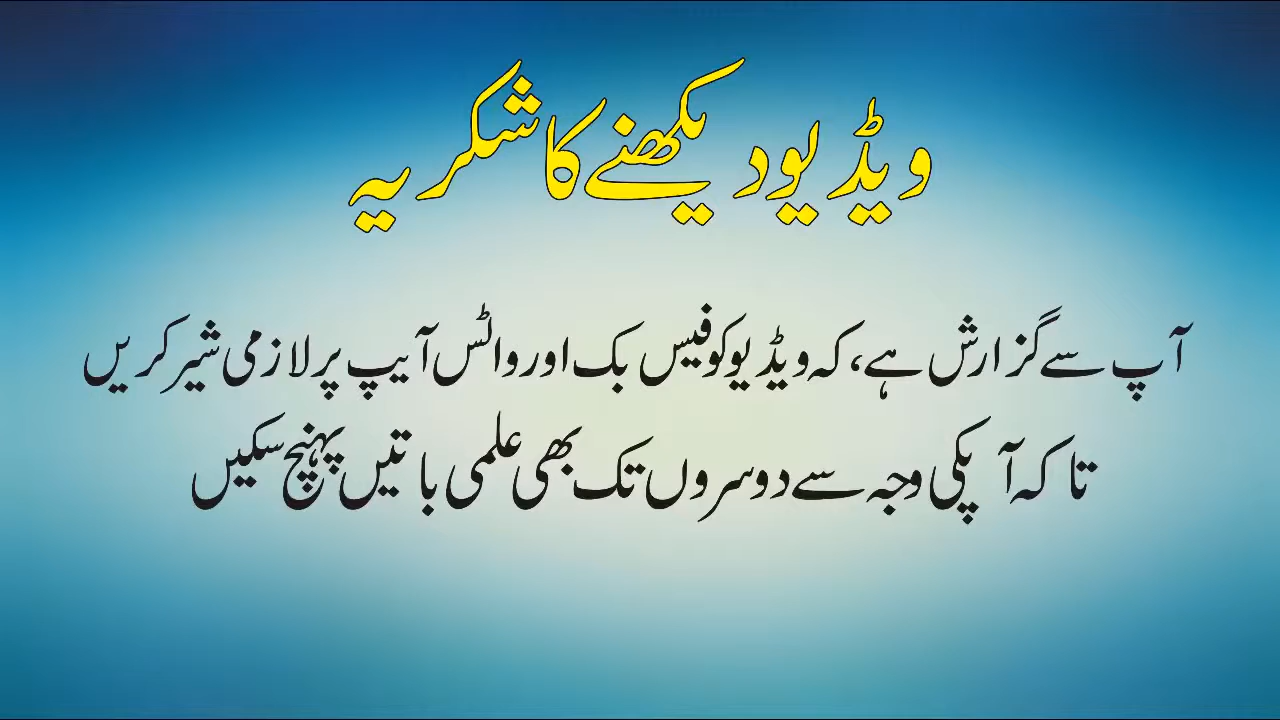 ویڈیو دیکھنے کا شکریہ
آپ سے گزارش ہے، کہ ویڈیو کو فیس بک اور واٹس آیپ پر لازمی شیر کریں
تا کہ آپکی وجہ سے دوسروں تک بھی علمی باتیں پہنچ سکیں